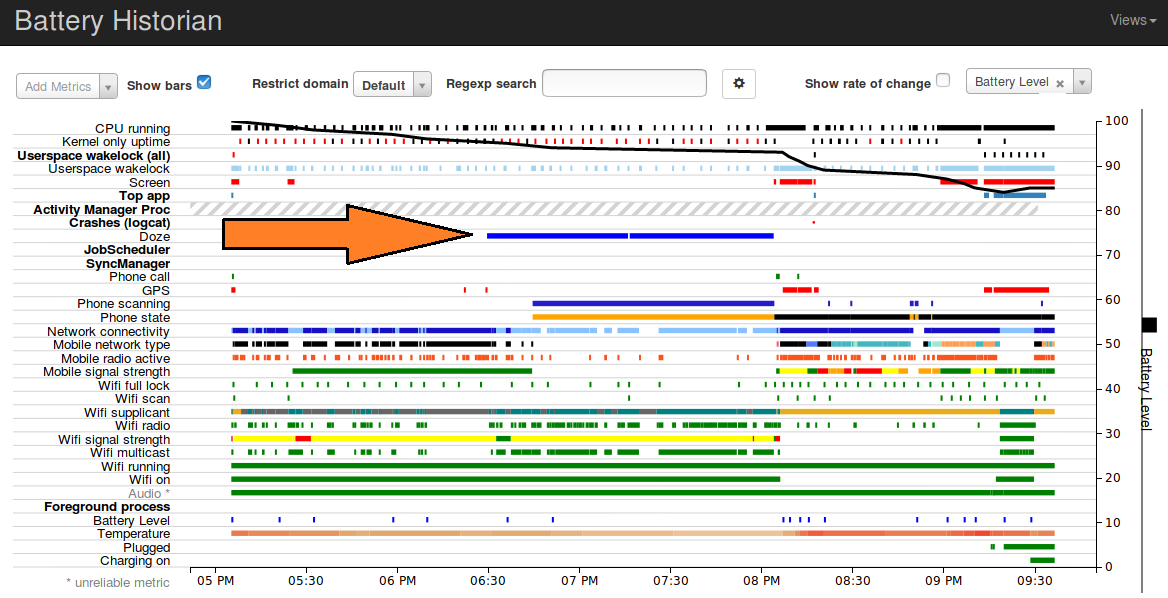 Battery Historian
Views
Add Metrics
Show bars
Restrict domain
Default
Regexp search
Show rate of change
Battery Level ×
CPU running
Kernel only uptime
Userspace wakelock (all)
Userspace wakelock
Screen
Top app
Activity Manager Proc
Crashes (logcat)
Doze
JobScheduler
SyncManager
Phone call
GPS
Phone scanning
Phone state
Network connectivity
Mobile network type
Mobile radio active
Mobile signal strength
Wifi full lock
Wifi scan
Wifi supplicant
Wifi radio
Wifi signal strength
Wifi multicast
Wifi running
Wifi on
Audio *
Foreground process
Battery Level
Temperature
Plugged
Charging on
* unreliable metric
05 PM 05:30 06 PM 06:30 07 PM 07:30 08 PM 08:30 09 PM 09:30
100
90
80
70
60
50
40
30
20
10
0
Battery Level